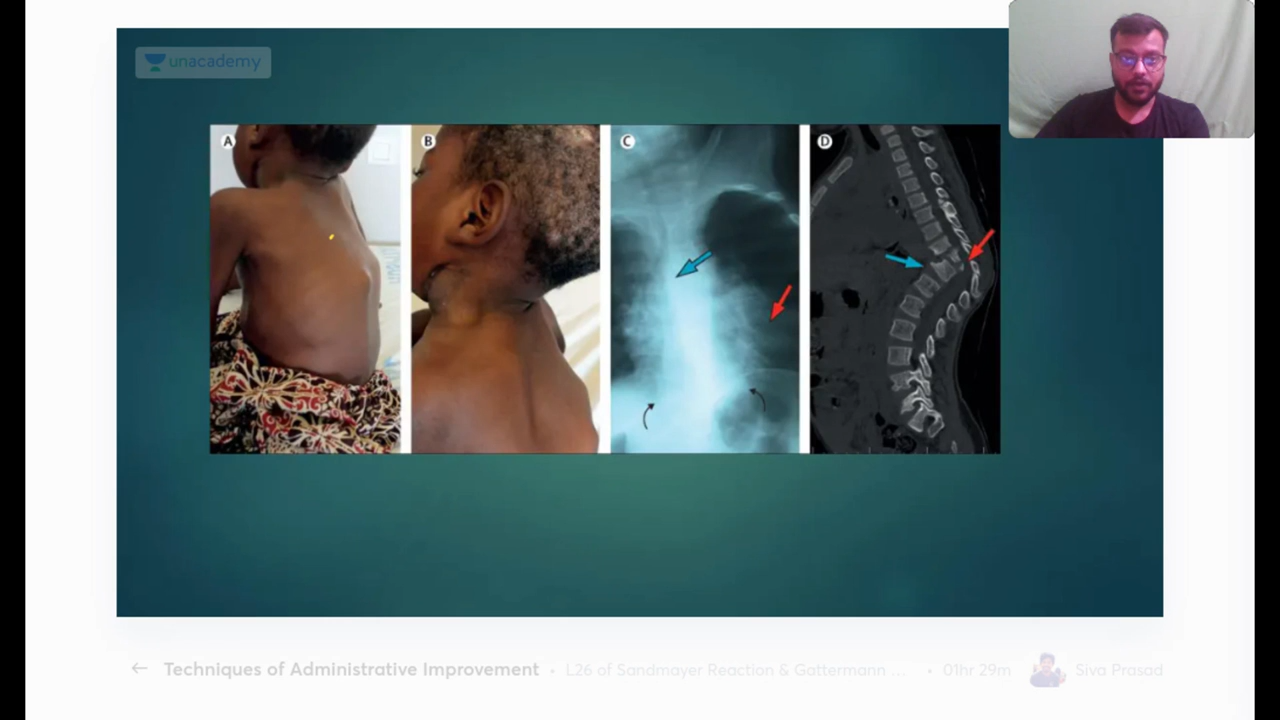 unacademy
A
B
C
D
Techniques of Administrative Improvement • L26 of Sandmayer Reaction & Gattermann ... • 01hr 29m Siva Prasad